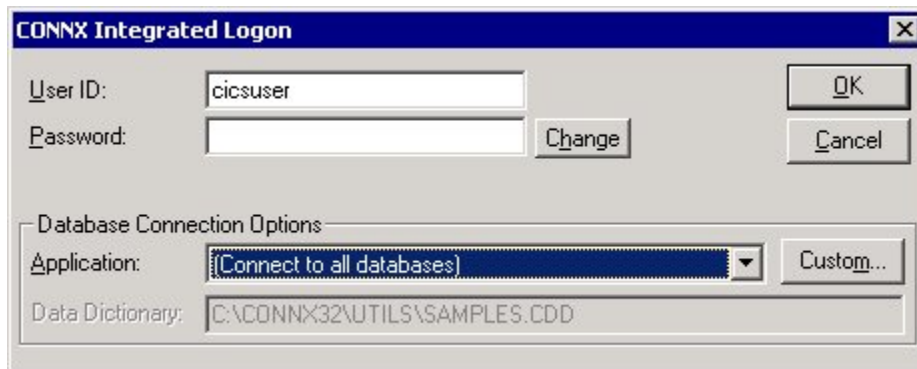 CONNX Integrated Logon
User ID: cicsuser OK
Password: Change Cancel
Database Connection Options
Application: (Connect to all databases) Custom...
Data Dictionary: C:\CONNX32\UTILS\SAMPLES.CDD